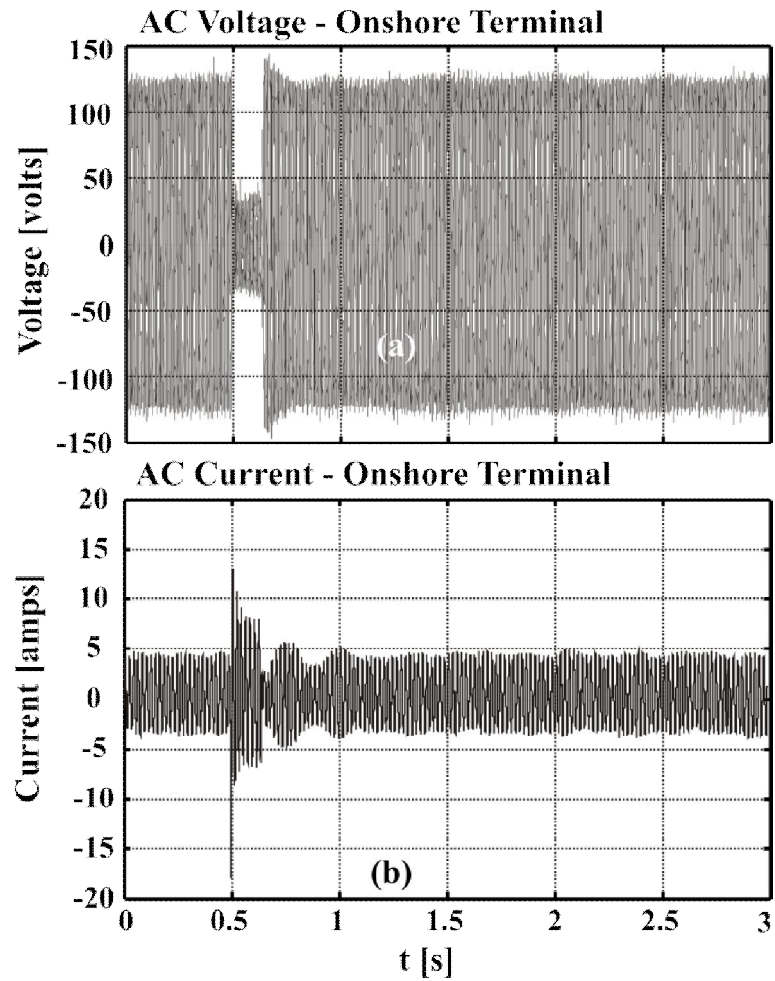 AC Voltage - Onshore Terminal
150
100
50
0
-50
-100
-150
Voltage [volts]
(a)
AC Current - Onshore Terminal
20
15
10
5
0
-5
-10
-15
-20
Current [amps]
(b)
0 0.5 1 1.5 2 2.5 3
t [s]